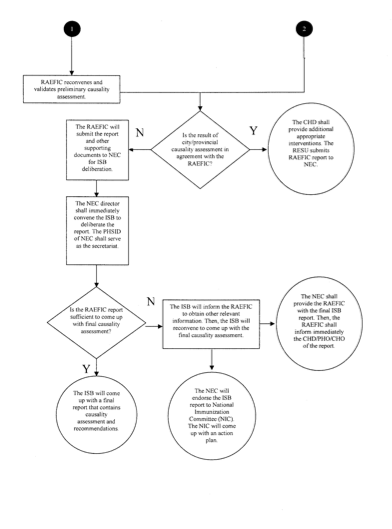 1
2
RAEFIC reconvenes and
validates preliminary causality
assessment.
The RAEFIC will
submit the report
and other
supporting
documents to NEC
for ISB
deliberation.
N
Is the result of
city/provincial
causality assessment in
agreement with the
RAEFIC?
Y
The CHD shall
provide additional
appropriate
interventions. The
RESU submits
RAEFIC report to
NEC.
The NEC director
shall immediately
convene the ISB to
deliberate the
report. The PHSID
of NEC shall serve
as the secretariat
Is the RAEFIC report
sufficient to come up
with final causality
assessment?
N
The ISB will inform the RAEFIC
to obtain other relevant
information. Then, the ISB will
reconvene to come up with the
final causality assessment.
The NEC shall
provide the RAEFIC
with the final ISB
report. Then, the
RAEFIC shall
inform immediately
the CHD/PHO/CHO
of the report.
Y
The ISB will come
up with a final
report that contains
causality
assessment and
recommendations
The NEC will
endorse the ISB
report to National
Immunization
Committee (NIC).
The NIC will come
up with an action
plan.